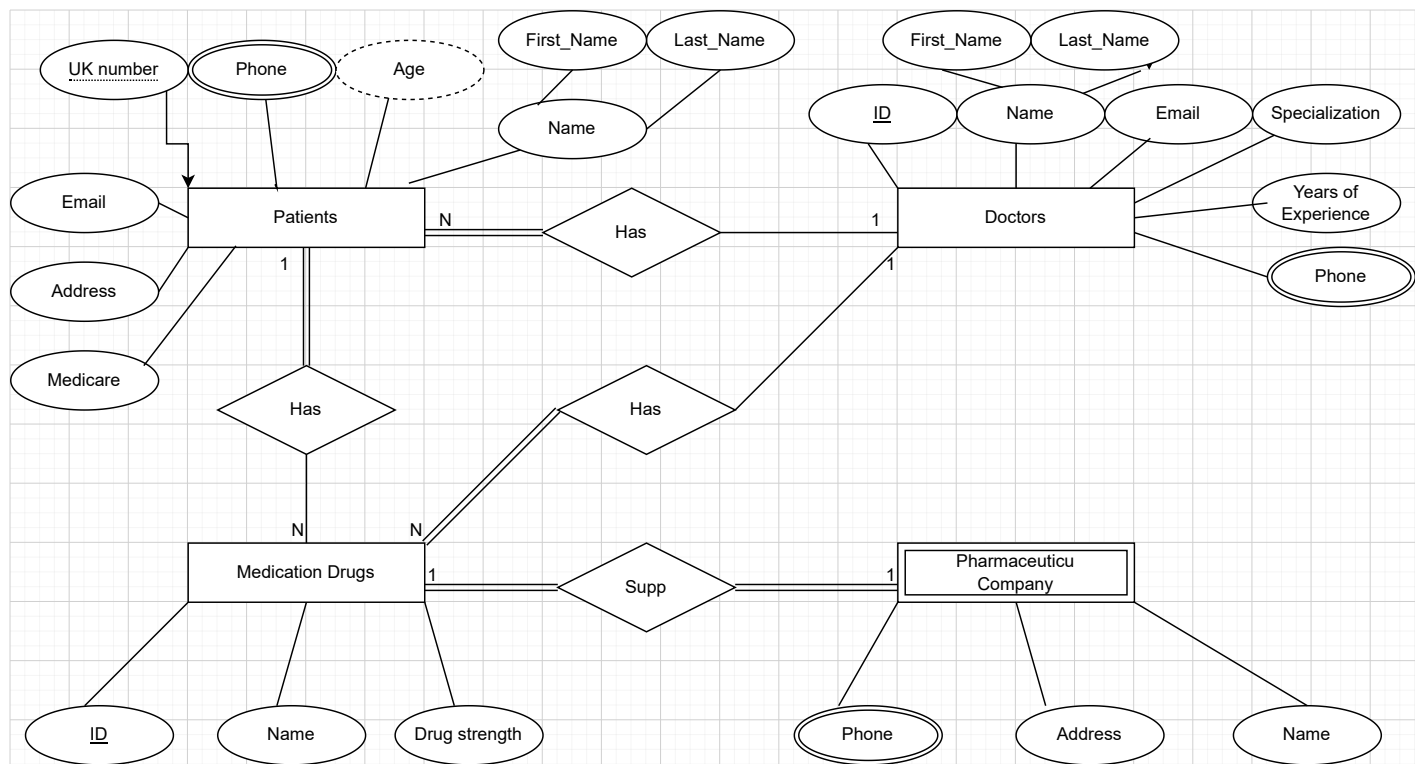 First_Name
Last_Name
First_Name
Last_Name
UK number
Phone
Age
Name
ID
Name
Email
Specialization
Email
Patients
N
Has
1
Doctors
Years of
Experience
Address
1
1
Phone
Medicare
Has
Has
N
N
Medication Drugs
1
Supp
1
Pharmaceuticu
Company
ID
Name
Drug strength
Phone
Address
Name